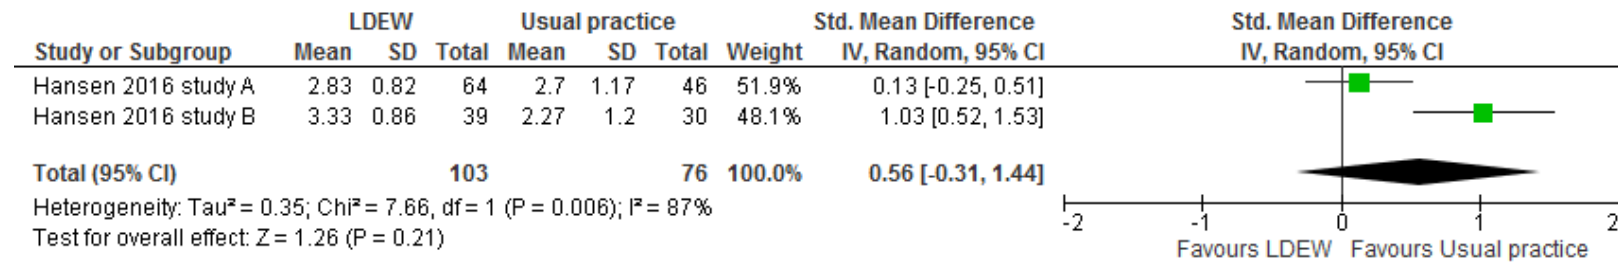 LDEW Usual practice Std. Mean Difference Std. Mean Difference
Study or Subgroup Mean SD Total Mean SD Total Weight IV, Random, 95% CI IV, Random, 95% CI
Hansen 2016 study A 2.83 0.82 64 2.7 1.17 46 51.9% 0.13 [-0.25, 0.51]
Hansen 2016 study B 3.33 0.86 39 2.27 1.2 30 48.1% 1.03 [0.52, 1.53]
Total (95% CI) 103 76 100.0% 0.56 [-0.31, 1.44]
Heterogeneity: Tau² = 0.35; Chi² = 7.66, df = 1 (P = 0.006); I² = 87%
Test for overall effect: Z = 1.26 (P = 0.21)
-2 -1 0 1 2
Favours LDEW Favours Usual practice